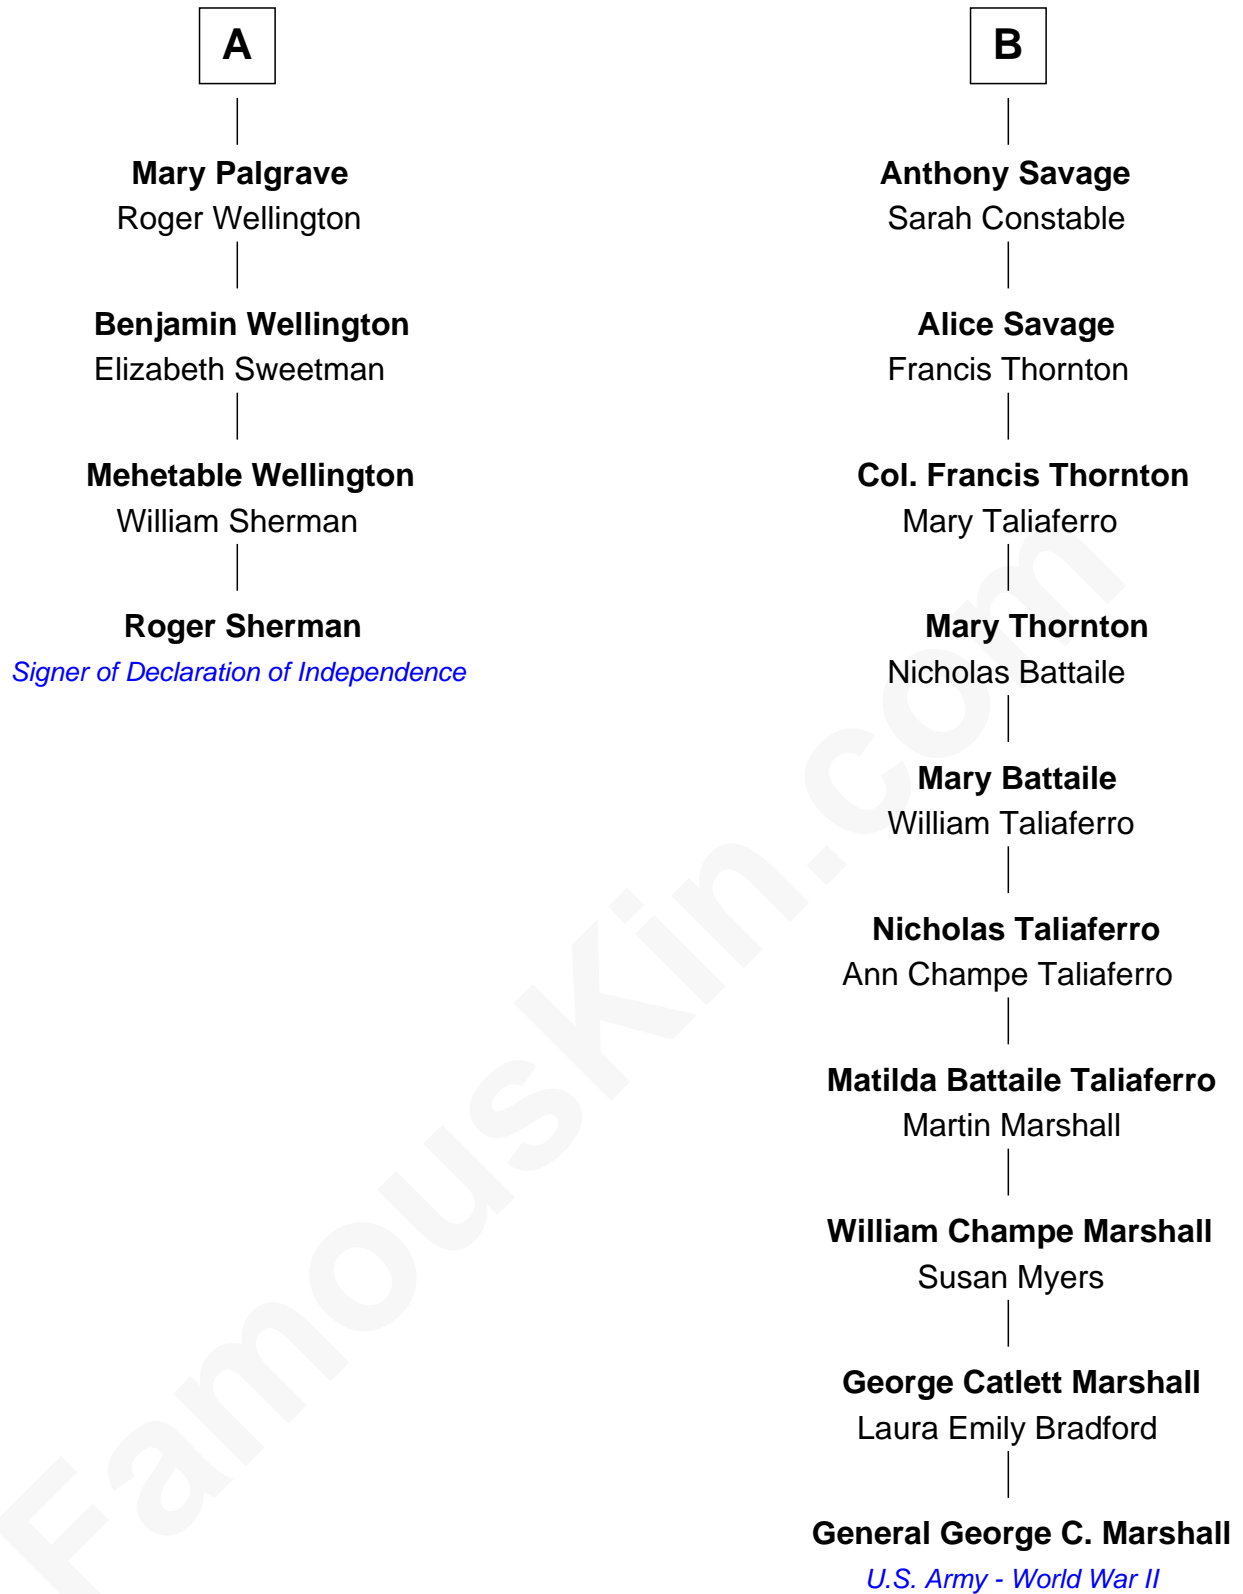 A
Mary Palgrave
Roger Wellington
Benjamin Wellington
Elizabeth Sweetman
Mehetable Wellington
William Sherman
Roger Sherman
Signer of Declaration of Independence
B
Anthony Savage
Sarah Constable
Alice Savage
Francis Thornton
Col. Francis Thornton
Mary Taliaferro
Mary Thornton
Nicholas Battaile
Mary Battaile
William Taliaferro
Nicholas Taliaferro
Ann Champe Taliaferro
Matilda Battaile Taliaferro
Martin Marshall
William Champe Marshall
Susan Myers
George Catlett Marshall
Laura Emily Bradford
General George C. Marshall
U.S. Army - World War II
FamousKin.com